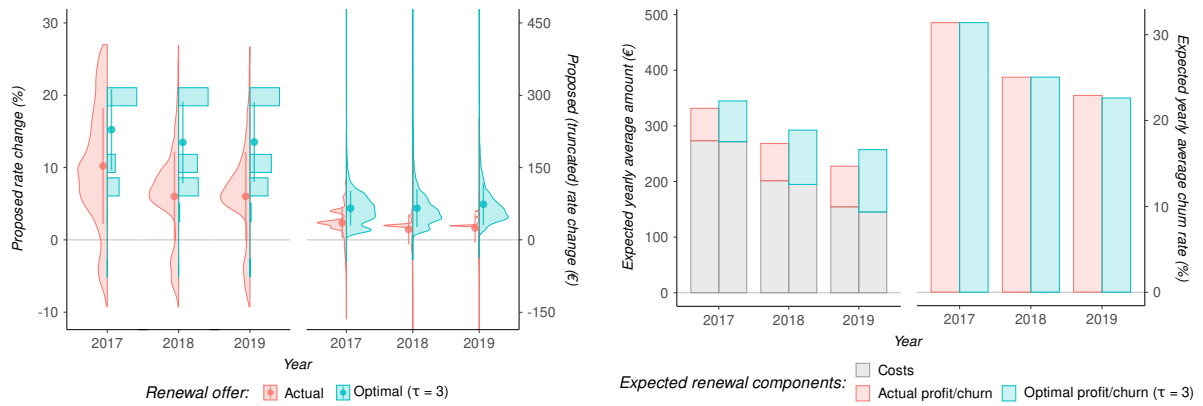 Proposed rate change (%)
30
20
10
0
-10
2017
2018
2019
2017
2018
2019
Year
450
300
150
0
-150
Proposed (truncated) rate change (€)
Renewal offer:
Actual
Optimal (τ = 3)
Expected yearly average amount (€)
500
400
300
200
100
0
2017
2018
2019
2017
2018
2019
Year
30
20
10
0
Expected yearly average churn rate (%)
Expected renewal components:
Costs
Actual profit/churn
Optimal profit/churn (τ = 3)